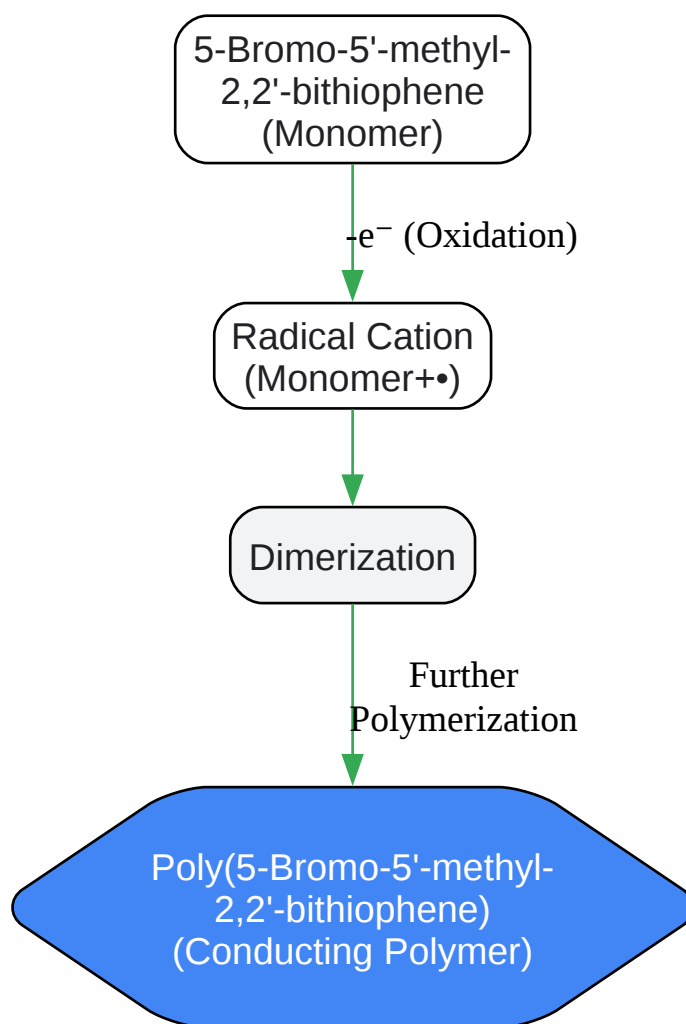 5-Bromo-5'-methyl-
2,2'-bithiophene
(Monomer)
-e⁻ (Oxidation)
Radical Cation
(Monomer+•)
Dimerization
Further
Polymerization
Poly(5-Bromo-5'-methyl-
2,2'-bithiophene)
(Conducting Polymer)